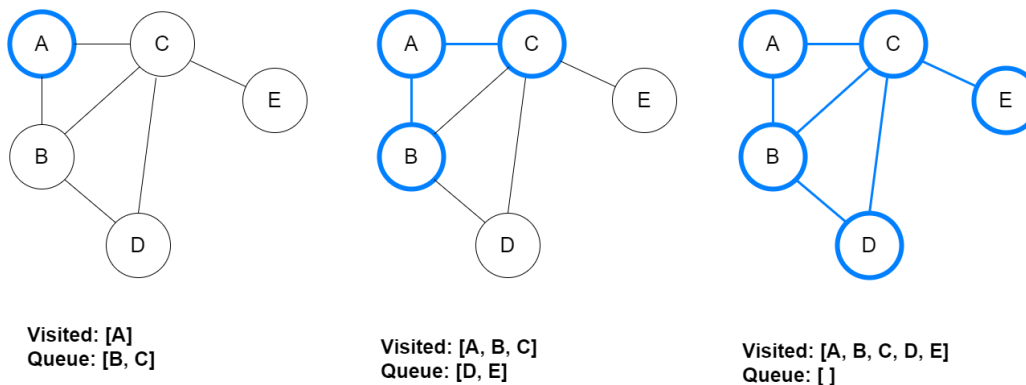 A
C
E
B
D
Visited: [A]
Queue: [B, C]
A
C
E
B
D
Visited: [A, B, C]
Queue: [D, E]
A
C
E
B
D
Visited: [A, B, C, D, E]
Queue: [ ]